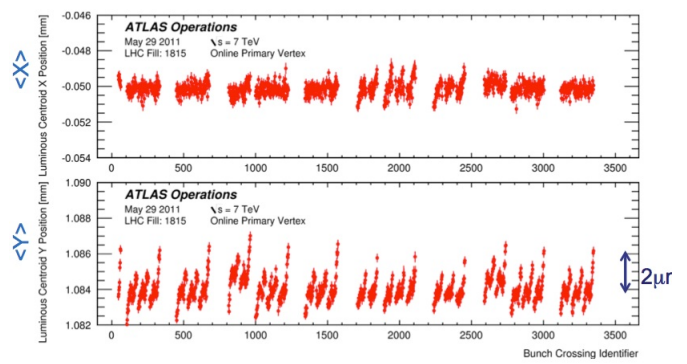 <X>
Luminous Centroid X Position [mm]
-0.046
-0.048
-0.050
-0.052
-0.054
ATLAS Operations
May 29 2011 \s = 7 TeV
LHC Fill: 1815 Online Primary Vertex
0 500 1000 1500 2000 2500 3000 3500
<Y>
Luminous Centroid Y Position [mm]
1.090
1.088
1.086
1.084
1.082
ATLAS Operations
May 29 2011 \s = 7 TeV
LHC Fill: 1815 Online Primary Vertex
2μr
0 500 1000 1500 2000 2500 3000 3500
Bunch Crossing Identifier